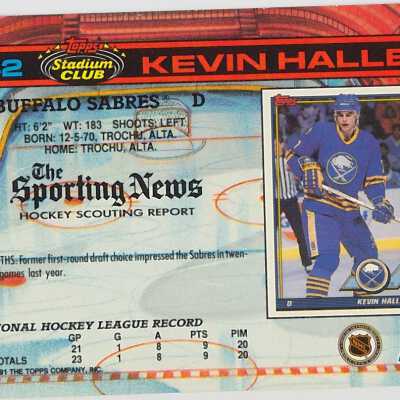 2 Topps Stadium CLUB KEVIN HALLE
BUFFALO SABRES D
HT: 6'2" WT: 183 SHOOTS: LEFT
BORN: 12-5-70, TROCHU, ALTA.
HOME: TROCHU, ALTA.
The
Sporting News
HOCKEY SCOUTING REPORT
THS: Former first-round draft choice impressed the Sabres in twen-
games last year.
Topps
D KEVIN HALL
IONAL HOCKEY LEAGUE RECORD
GP G A PTS PIM
21 1 8 9 20
TOTALS 23 1 8 9 20
91 THE TOPPS COMPANY, INC.